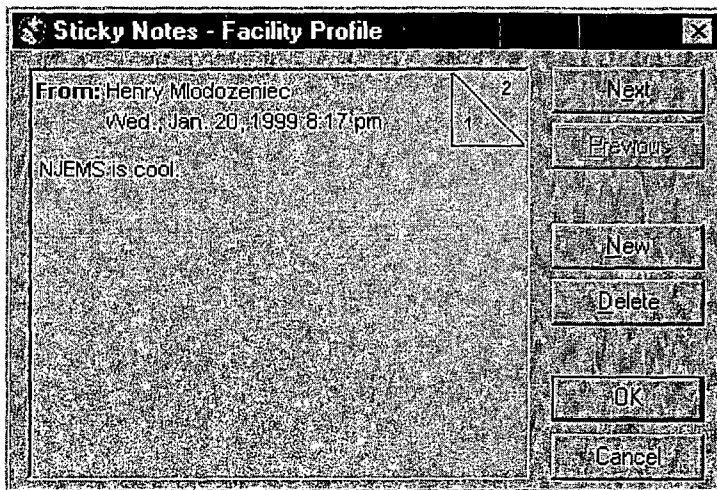 Sticky Notes - Facility Profile
From: Henry Mlodozeniec
Wed., Jan. 20, 1999 8:17 pm
2
1
NJEMS is cool.
Next
Previous
New
Delete
OK
Cancel